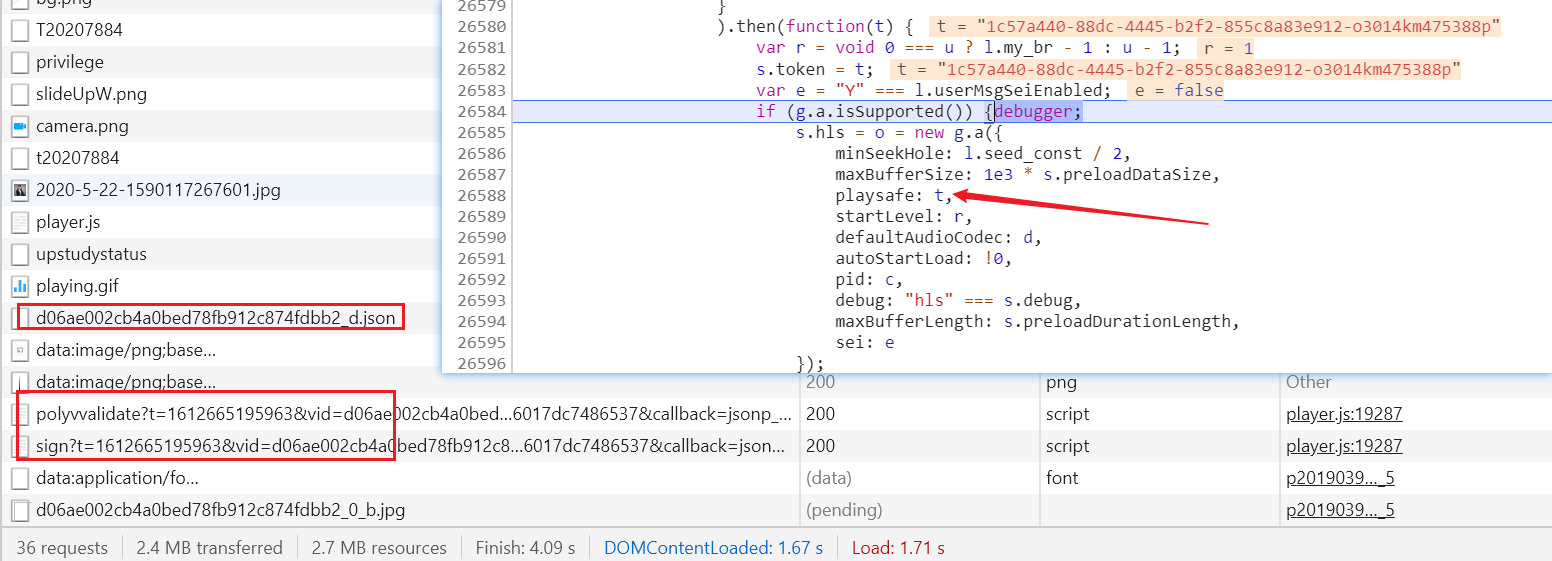 bg.png
T20207884
privilege
slideUpW.png
camera.png
t20207884
2020-5-22-1590117267601.jpg
player.js
upstudystatus
playing.gif
d06ae002cb4a0bed78fb912c874fdbb2_d.json
data:image/png;base...
data:image/png;base... 200 png Other
polyvvalidate?t=1612665195963&vid=d06ae002cb4a0bed...6017dc7486537&callback=jsonp_... 200 script player.js:19287
sign?t=1612665195963&vid=d06ae002cb4a0bed78fb912c8...6017dc7486537&callback=json... 200 script player.js:19287
data:application/fo... (data) font p2019039..._5
d06ae002cb4a0bed78fb912c874fdbb2_0_b.jpg (pending) p2019039..._5
36 requests 2.4 MB transferred 2.7 MB resources Finish: 4.09 s DOMContentLoaded: 1.67 s Load: 1.71 s
26579 }
26580 ).then(function(t) { t = "1c57a440-88dc-4445-b2f2-855c8a83e912-o3014km475388p"
26581 var r = void 0 === u ? l.my_br - 1 : u - 1; r = 1
26582 s.token = t; t = "1c57a440-88dc-4445-b2f2-855c8a83e912-o3014km475388p"
26583 var e = "Y" === l.userMsgSeiEnabled; e = false
26584 if (g.a.isSupported()) {debugger;
26585 s.hls = o = new g.a({
26586 minSeekHole: l.seed_const / 2,
26587 maxBufferSize: 1e3 * s.preloadDataSize,
26588 playsafe: t,
26589 startLevel: r,
26590 defaultAudioCodec: d,
26591 autoStartLoad: !0,
26592 pid: c,
26593 debug: "hls" === s.debug,
26594 maxBufferLength: s.preloadDurationLength,
26595 sei: e
26596 });